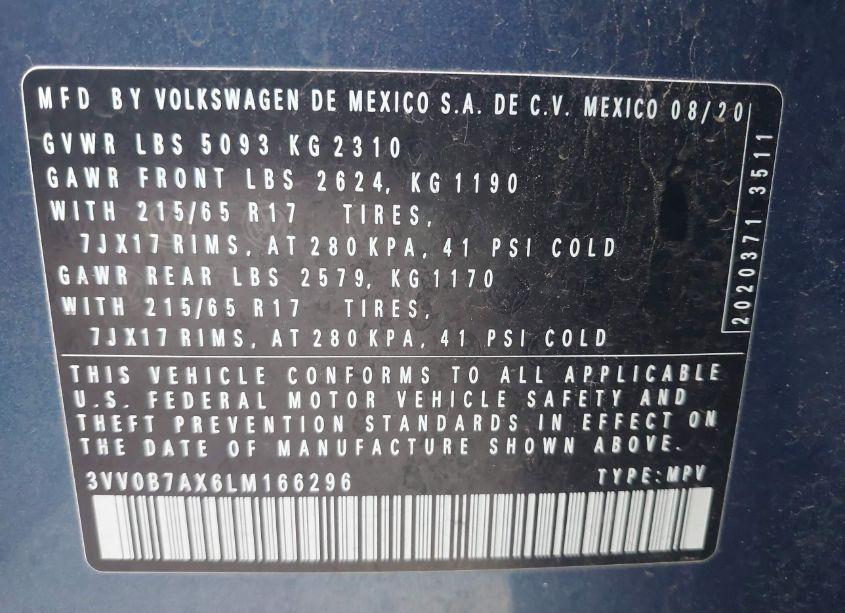 MFD BY VOLKSWAGEN DE MEXICO S.A. DE C.V. MEXICO 08/20
GVWR LBS 5093 KG 2310
GAWR FRONT LBS 2624, KG 1190
WITH 215/65 R17 TIRES,
7JX17 RIMS, AT 280 KPA, 41 PSI COLD
GAWR REAR LBS 2579, KG 1170
WITH 215/65 R17 TIRES,
7JX17 RIMS, AT 280 KPA, 41 PSI COLD
2020371 3511
THIS VEHICLE CONFORMS TO ALL APPLICABLE
U.S. FEDERAL MOTOR VEHICLE SAFETY AND
THEFT PREVENTION STANDARDS IN EFFECT ON
THE DATE OF MANUFACTURE SHOWN ABOVE.
3VV0B7AX6LM166296 TYPE: MPV